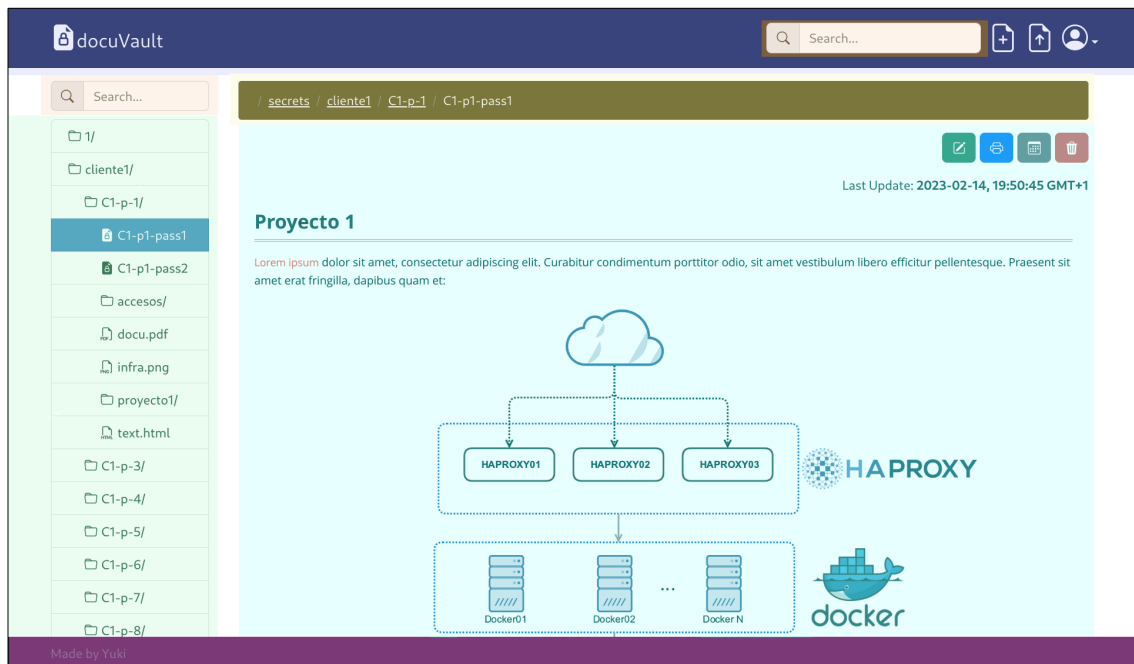 docuVault
Search...
Search...
/ secrets / cliente1 / C1-p-1 / C1-p1-pass1
1/
cliente1/
C1-p-1/
C1-p1-pass1
C1-p1-pass2
accesos/
docu.pdf
infra.png
proyecto1/
text.html
C1-p-3/
C1-p-4/
C1-p-5/
C1-p-6/
C1-p-7/
C1-p-8/
Last Update: 2023-02-14, 19:50:45 GMT+1
Proyecto 1
Lorem ipsum dolor sit amet, consectetur adipiscing elit. Curabitur condimentum porttitor odio, sit amet vestibulum libero efficitur pellentesque. Praesent sit
amet erat fringilla, dapibus quam et:
HAPROXY01 HAPROXY02 HAPROXY03
HAPROXY
...
Docker01 Docker02 Docker N
docker
Made by Yuki